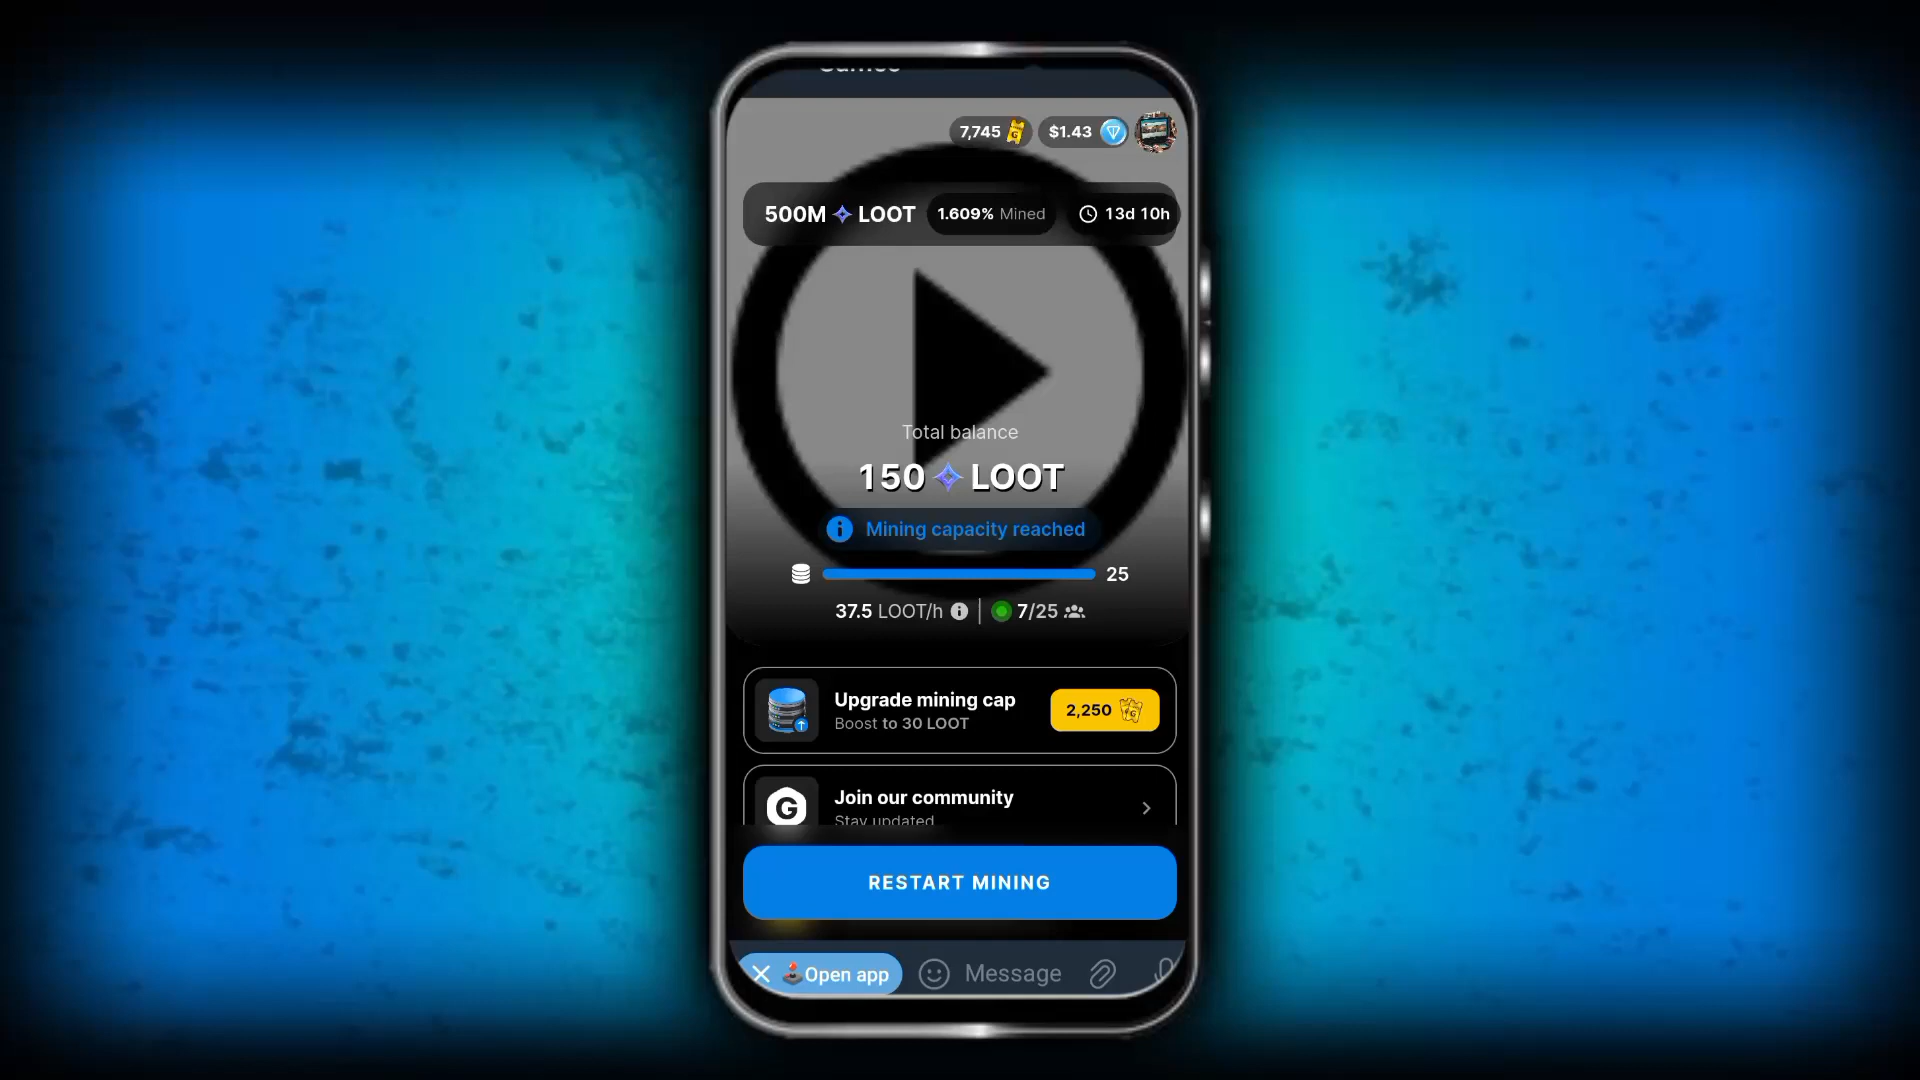 7,745
$1.43
500M LOOT
1.609% Mined
13d 10h
Total balance
150 LOOT
Mining capacity reached
25
37.5 LOOT/h
7/25
Upgrade mining cap
Boost to 30 LOOT
2,250
Join our community
Stay updated
RESTART MINING
Open app
Message